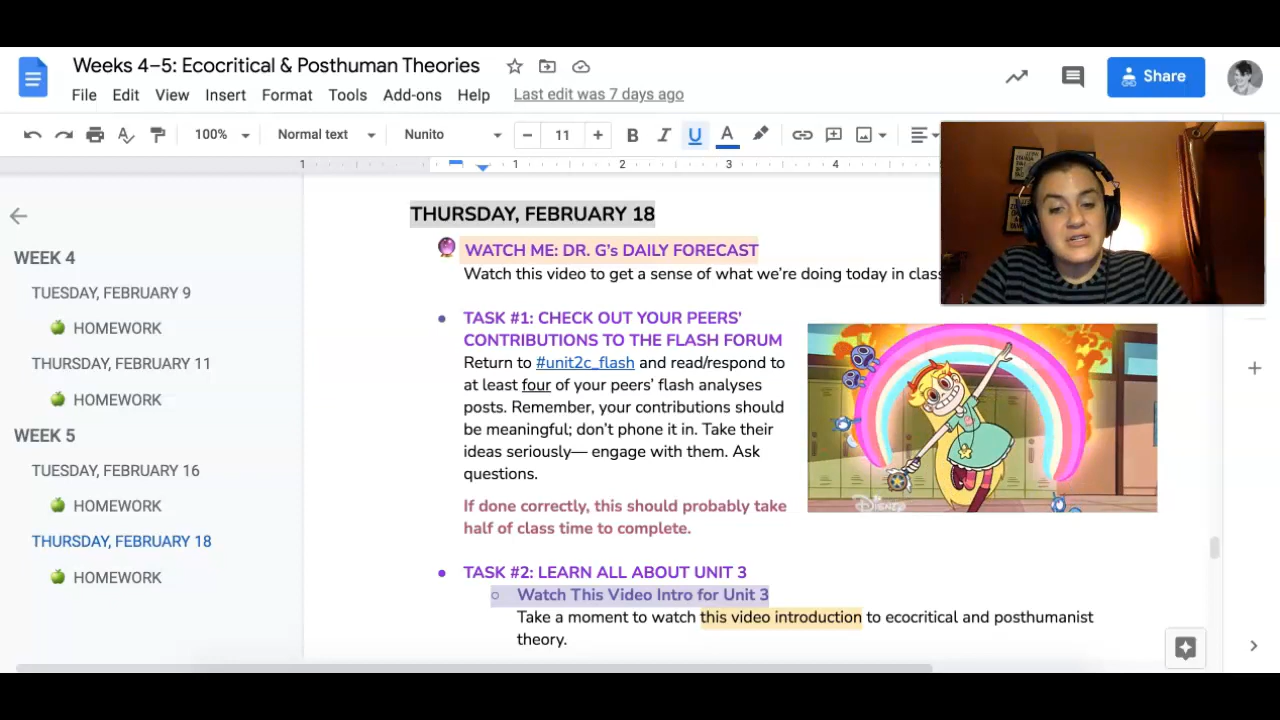 Weeks 4–5: Ecocritical & Posthuman Theories
File Edit View Insert Format Tools Add-ons Help Last edit was 7 days ago
Share
100% Normal text Nunito 11 B I U A
1 1 2 3 4
THURSDAY, FEBRUARY 18
WATCH ME: DR. G's DAILY FORECAST
Watch this video to get a sense of what we're doing today in class
TASK #1: CHECK OUT YOUR PEERS'
CONTRIBUTIONS TO THE FLASH FORUM
Return to #unit2c_flash and read/respond to
at least four of your peers' flash analyses
posts. Remember, your contributions should
be meaningful; don't phone it in. Take their
ideas seriously— engage with them. Ask
questions.
If done correctly, this should probably take
half of class time to complete.
DISNEY
TASK #2: LEARN ALL ABOUT UNIT 3
Watch This Video Intro for Unit 3
Take a moment to watch this video introduction to ecocritical and posthumanist
theory.
WEEK 4
TUESDAY, FEBRUARY 9
HOMEWORK
THURSDAY, FEBRUARY 11
HOMEWORK
WEEK 5
TUESDAY, FEBRUARY 16
HOMEWORK
THURSDAY, FEBRUARY 18
HOMEWORK